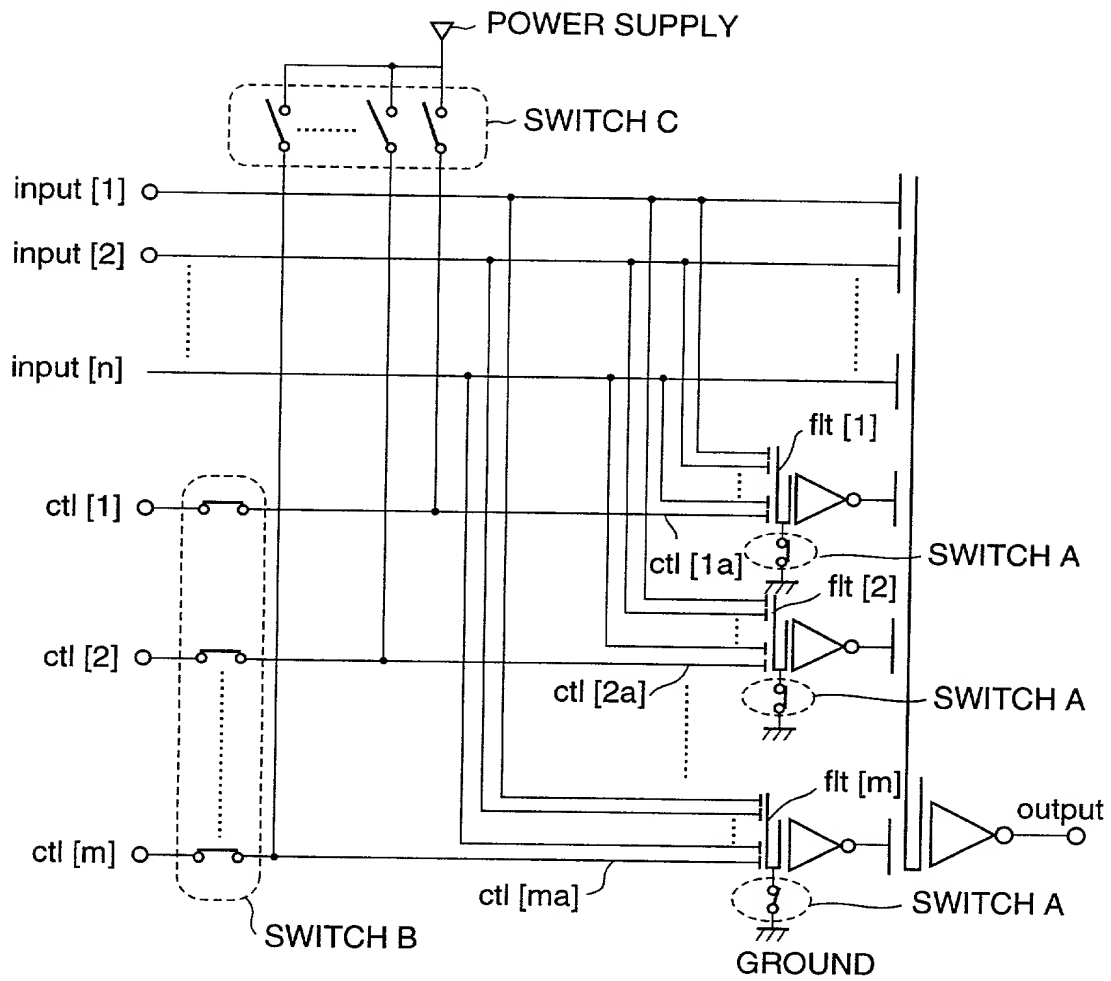 POWER SUPPLY
SWITCH C
input [1]
input [2]
input [n]
flt [1]
ctl [1]
ctl [1a]
SWITCH A
flt [2]
ctl [2]
ctl [2a]
SWITCH A
flt [m]
output
ctl [m]
ctl [ma]
SWITCH A
SWITCH B
GROUND